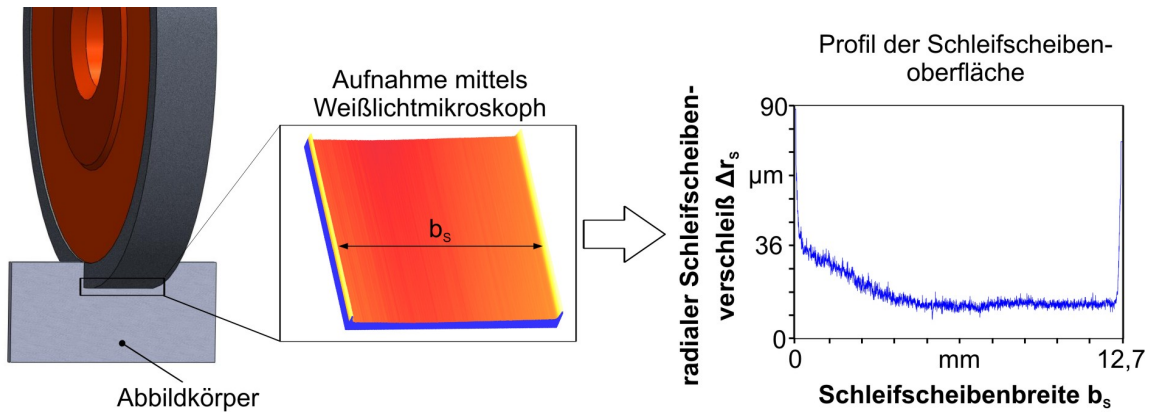 Abbildkörper
Aufnahme mittels
Weißlichtmikroskoph
bₛ
Profil der Schleifscheiben-
oberfläche
radialer Schleifscheiben-
verschleiß Δrₛ
90
µm
36
0
0
mm
12,7
Schleifscheibenbreite bₛ